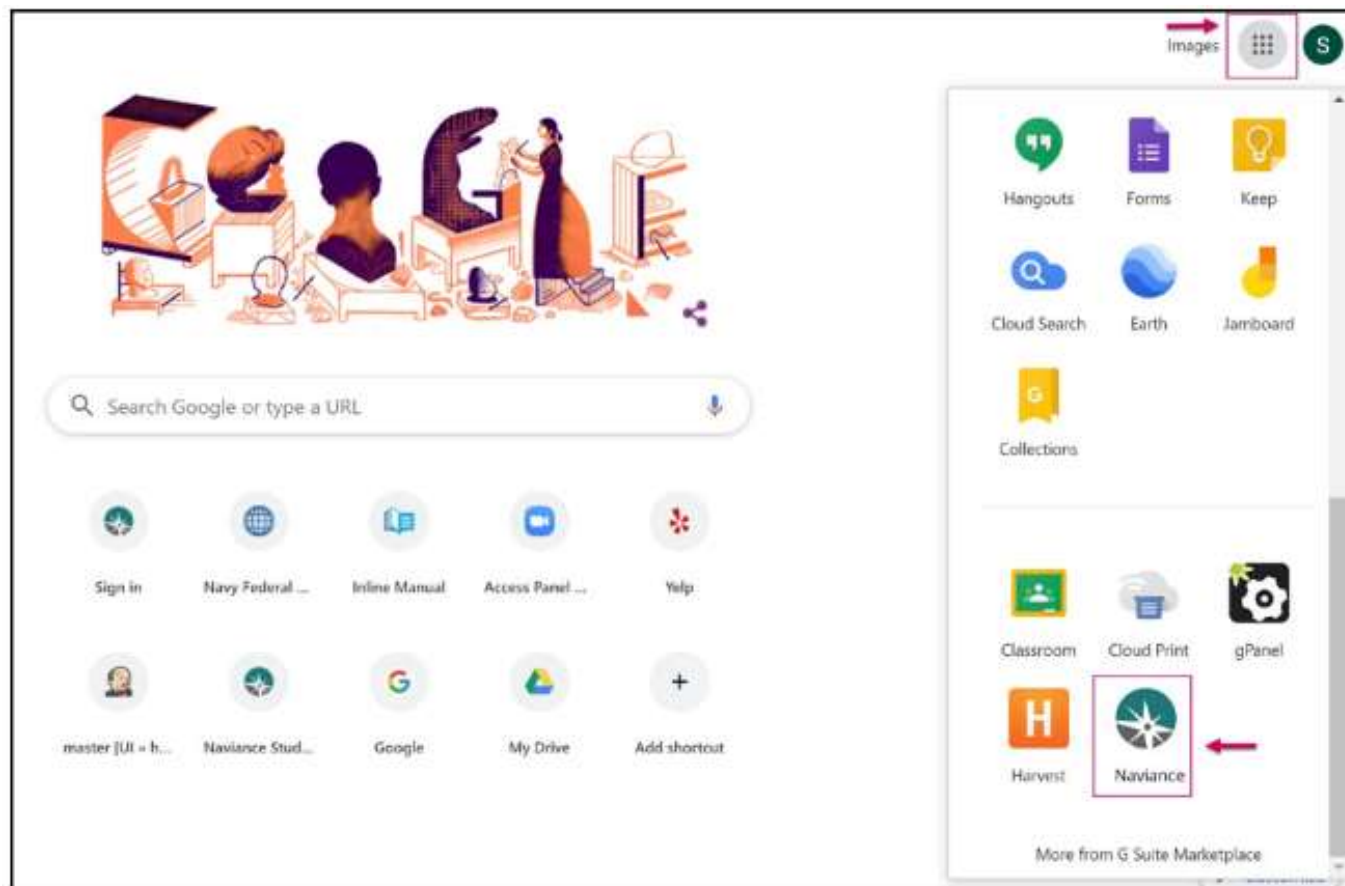 Images
S
Hangouts Forms Keep
Cloud Search Earth Jamboard
G
Collections
Search Google or type a URL
Sign in Navy Federal ... Inline Manual Access Panel ... Yelp
Classroom Cloud Print gPanel
master [UI = h... Naviance Stud... Google My Drive Add shortcut
H
Harvest Naviance
More from G Suite Marketplace